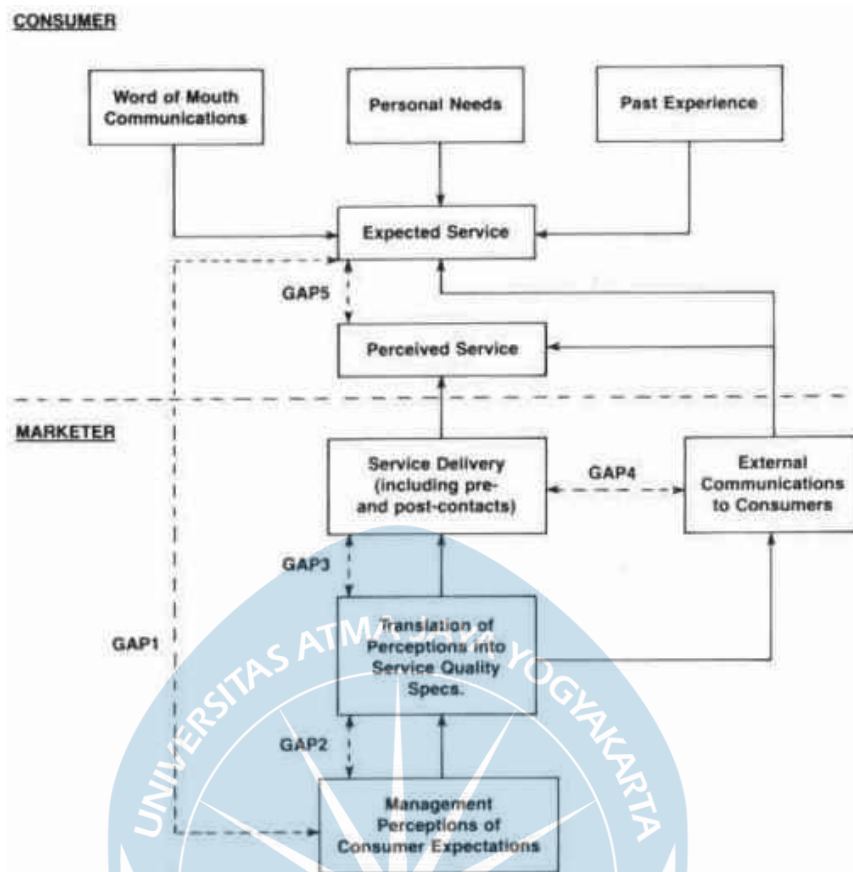 CONSUMER
Word of Mouth
Communications
Personal Needs
Past Experience
Expected Service
GAP5
Perceived Service
MARKETER
Service Delivery
(including pre-
and post-contacts)
GAP4
External
Communications
to Consumers
GAP3
GAP1
Translation of
Perceptions into
Service Quality
Specs.
GAP2
Management
Perceptions of
Consumer Expectations
UNIVERSITAS ATMA JAYA YOGYAKARTA